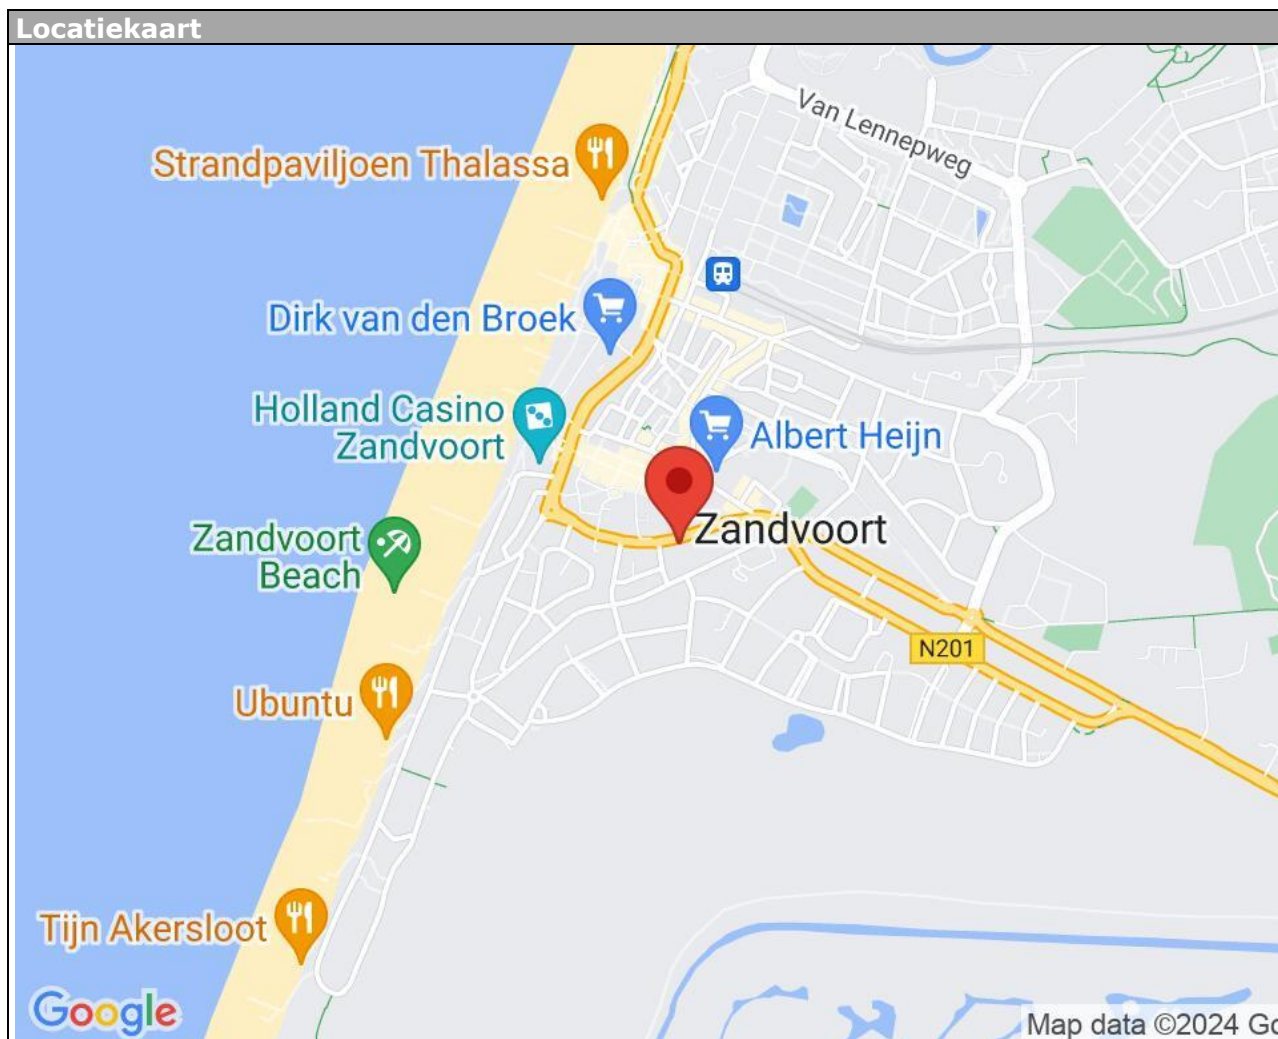 Locatiekaart
Van Lennepweg
Strandpaviljoen Thalassa
Dirk van den Broek
Holland Casino
Zandvoort
Albert Heijn
Zandvoort
Zandvoort
Beach
N201
Ubuntu
Tijn Akersloot
Google
Map data ©2024